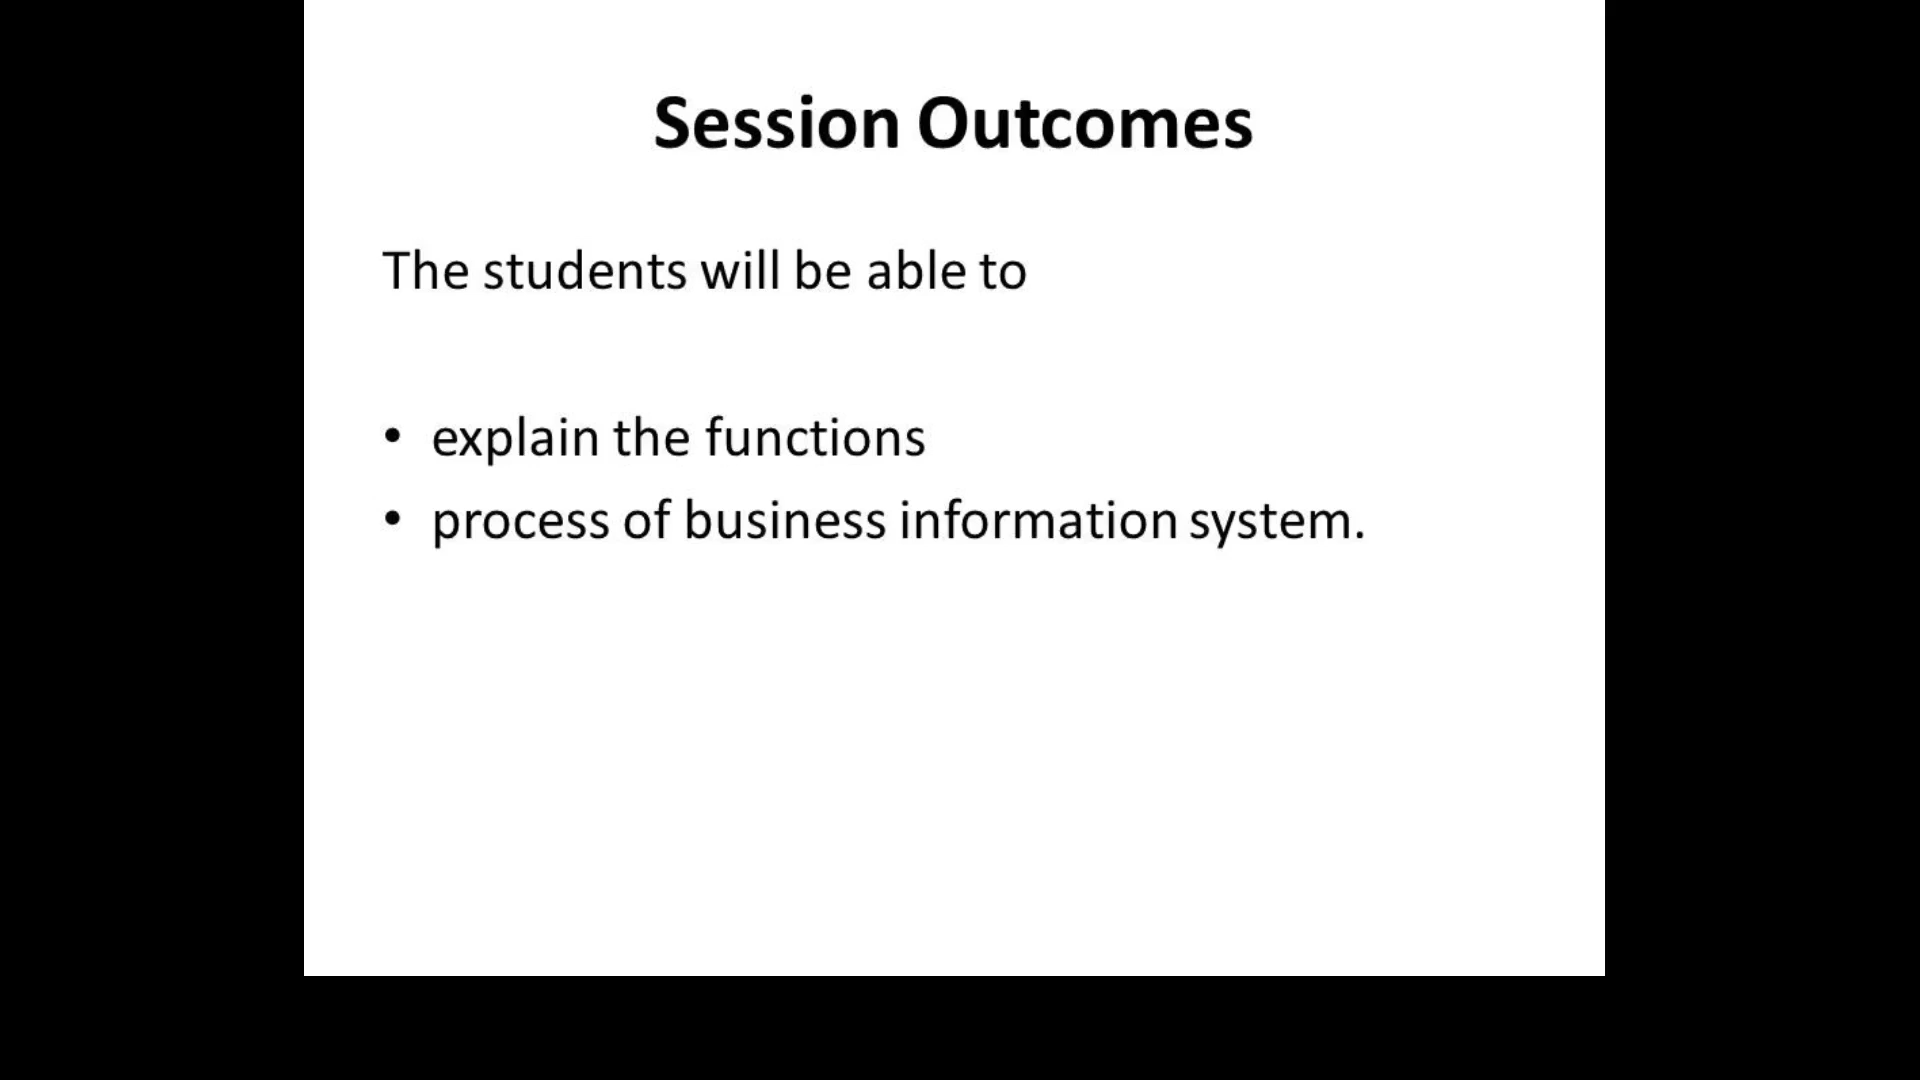 Session Outcomes
The students will be able to
• explain the functions
• process of business information system.